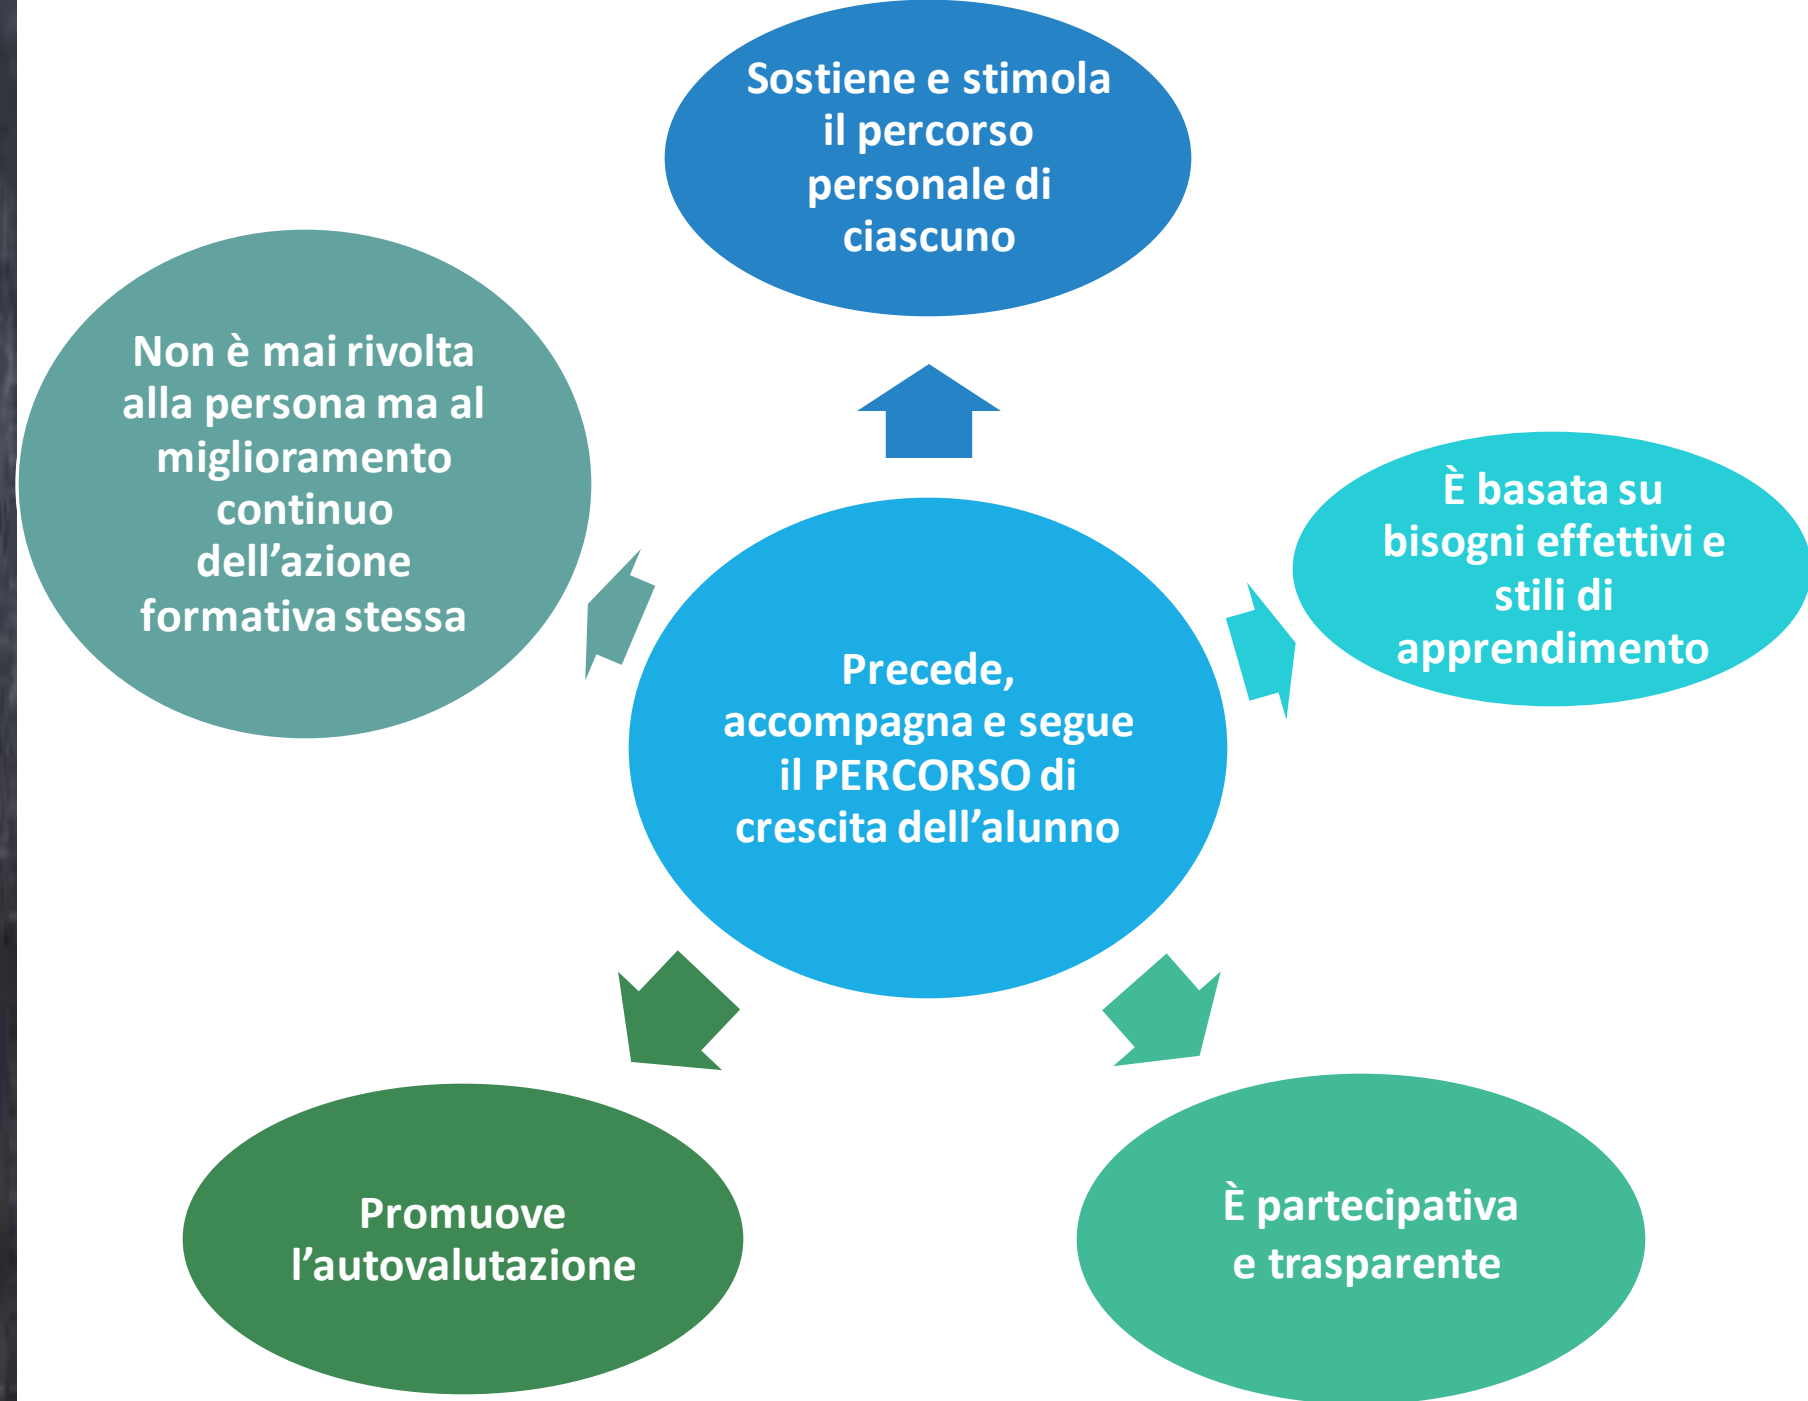 Sostiene e stimola
il percorso
personale di
ciascuno
Non è mai rivolta
alla persona ma al
miglioramento
continuo
dell’azione
formativa stessa
È basata su
bisogni effettivi e
stili di
apprendimento
Precede,
accompagna e segue
il PERCORSO di
crescita dell’alunno
Promuove
l’autovalutazione
È partecipativa
e trasparente